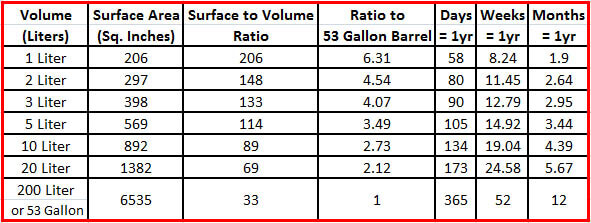 Volume (Liters) Surface Area (Sq. Inches) Surface to Volume Ratio Ratio to 53 Gallon Barrel Days = 1yr Weeks = 1yr Months = 1yr
1 Liter 206 206 6.31 58 8.24 1.9
2 Liter 297 148 4.54 80 11.45 2.64
3 Liter 398 133 4.07 90 12.79 2.95
5 Liter 569 114 3.49 105 14.92 3.44
10 Liter 892 89 2.73 134 19.04 4.39
20 Liter 1382 69 2.12 173 24.58 5.67
200 Liter or 53 Gallon 6535 33 1 365 52 12